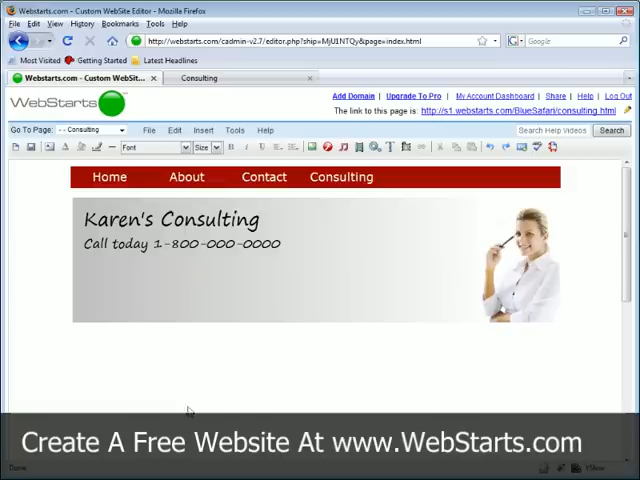 Webstarts.com - Custom WebSite Editor - Mozilla Firefox
File Edit View History Bookmarks Tools Help
http://webstarts.com/cadmin-v2.7/editor.php?ship=MjU1NTQy&page=index.html
Google
Most Visited Getting Started Latest Headlines
Webstarts.com - Custom WebSit... Consulting
WebStarts
Add Domain | Upgrade To Pro | My Account Dashboard | Share | Help | Log Out
The link to this page is: http://s1.webstarts.com/BlueSafari/consulting.html
Go To Page: - - Consulting File Edit Insert Tools Help Search Help Videos Search
Font Size B I U
Home About Contact Consulting
Karen's Consulting
Call today 1-800-000-0000
Create A Free Website At www.WebStarts.com
Done
YSlow